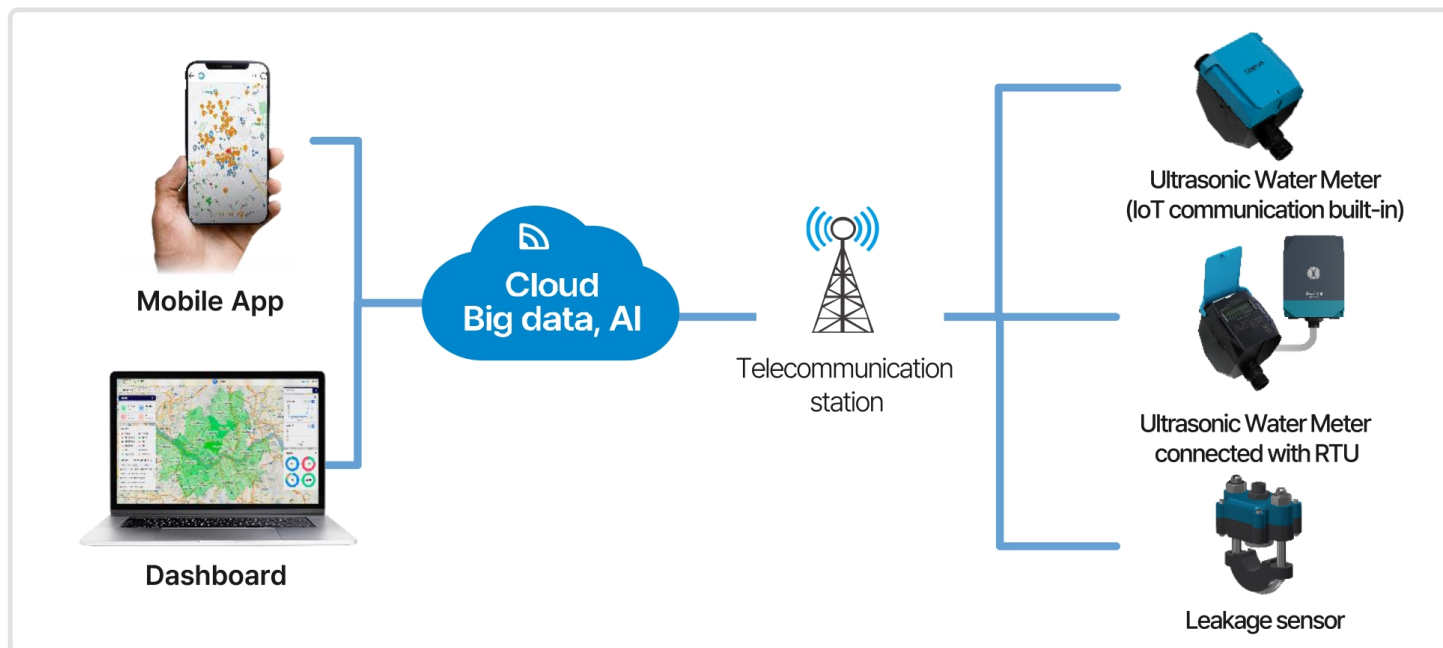 Mobile App
Dashboard
Cloud
Big data, AI
Telecommunication
station
Ultrasonic Water Meter
(IoT communication built-in)
Ultrasonic Water Meter
connected with RTU
Leakage sensor